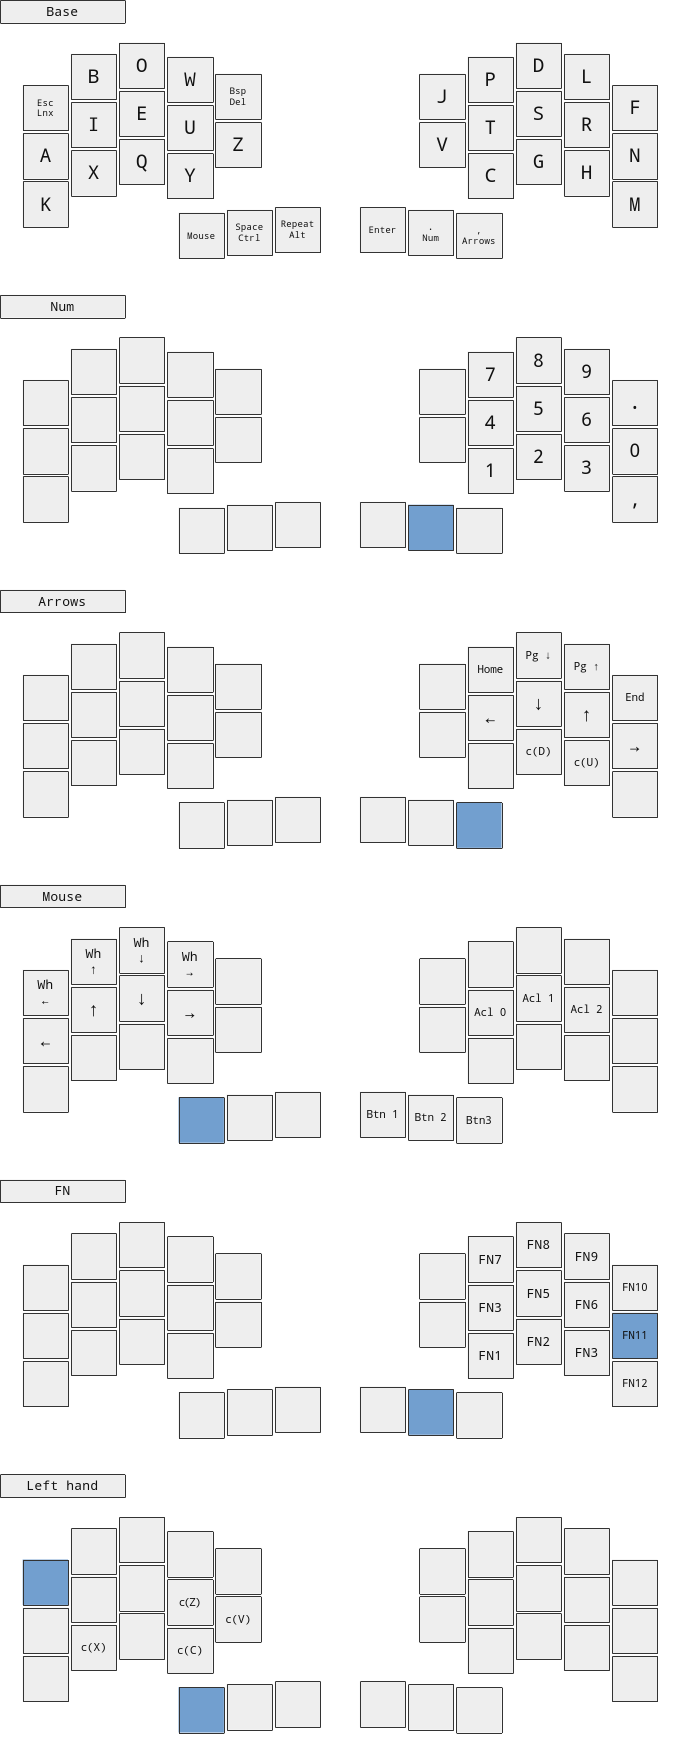 Base
B O W
Esc
Lnx
Bsp
Del
I E U Z
A X Q Y
K
J P D L F
V T S R N
C G H M
Mouse
Space
Ctrl
Repeat
Alt
Enter
.
Num
,
Arrows
Num
7 8 9 .
4 5 6 0
1 2 3 ,
Arrows
Home Pg ↓ Pg ↑ End
← ↓ ↑ →
c(D) c(U)
Mouse
Wh
←
Wh
↑
Wh
↓
Wh
→
← ↑ ↓ →
Acl 0 Acl 1 Acl 2
Btn 1 Btn 2 Btn3
FN
FN7 FN8 FN9 FN10
FN3 FN5 FN6 FN11
FN1 FN2 FN3 FN12
Left hand
c(Z) c(V)
c(X) c(C)